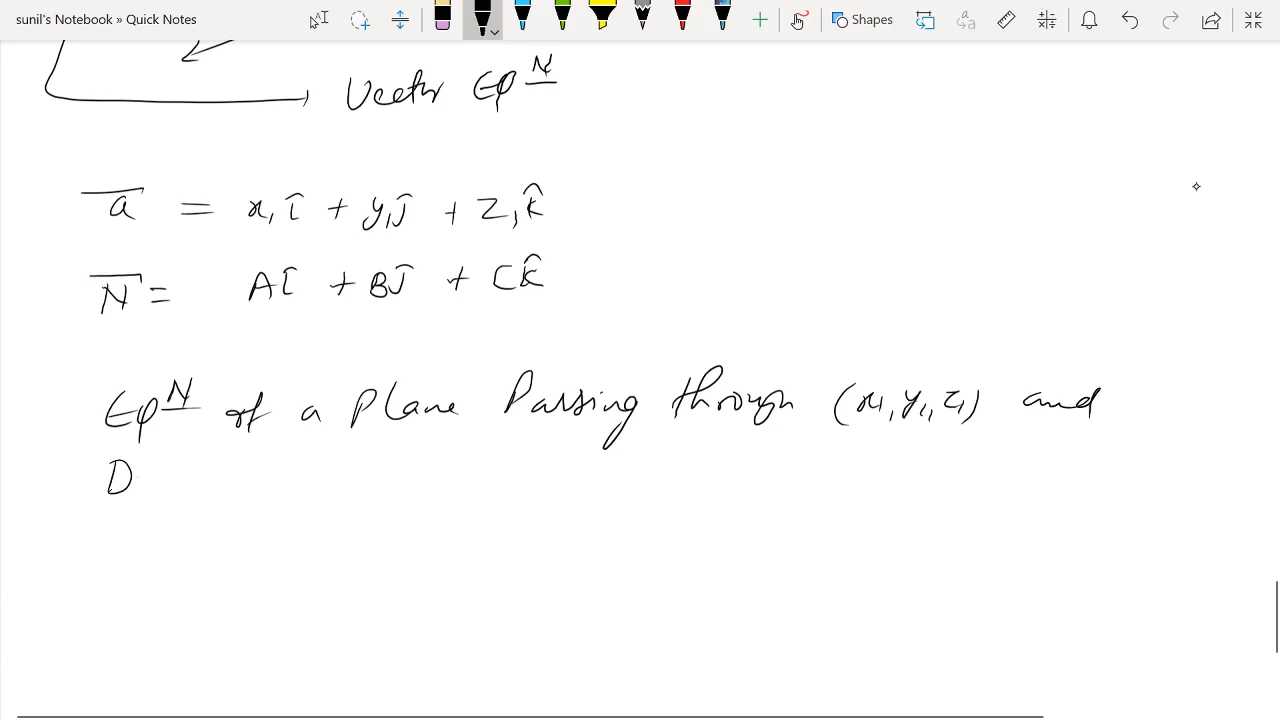 sunil's Notebook » Quick Notes
Shapes
Vector Eqᴺ
a̅ = x₁î + y₁ĵ + z₁k̂
N̅ = Aî + Bĵ + Ck̂
Eqᴺ of a Plane Passing through (x₁, y₁, z₁) and
D